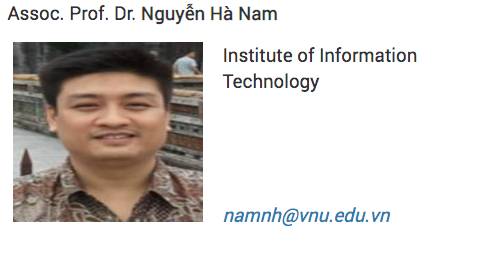 Assoc. Prof. Dr. Nguyễn Hà Nam
Institute of Information
Technology
namnh@vnu.edu.vn